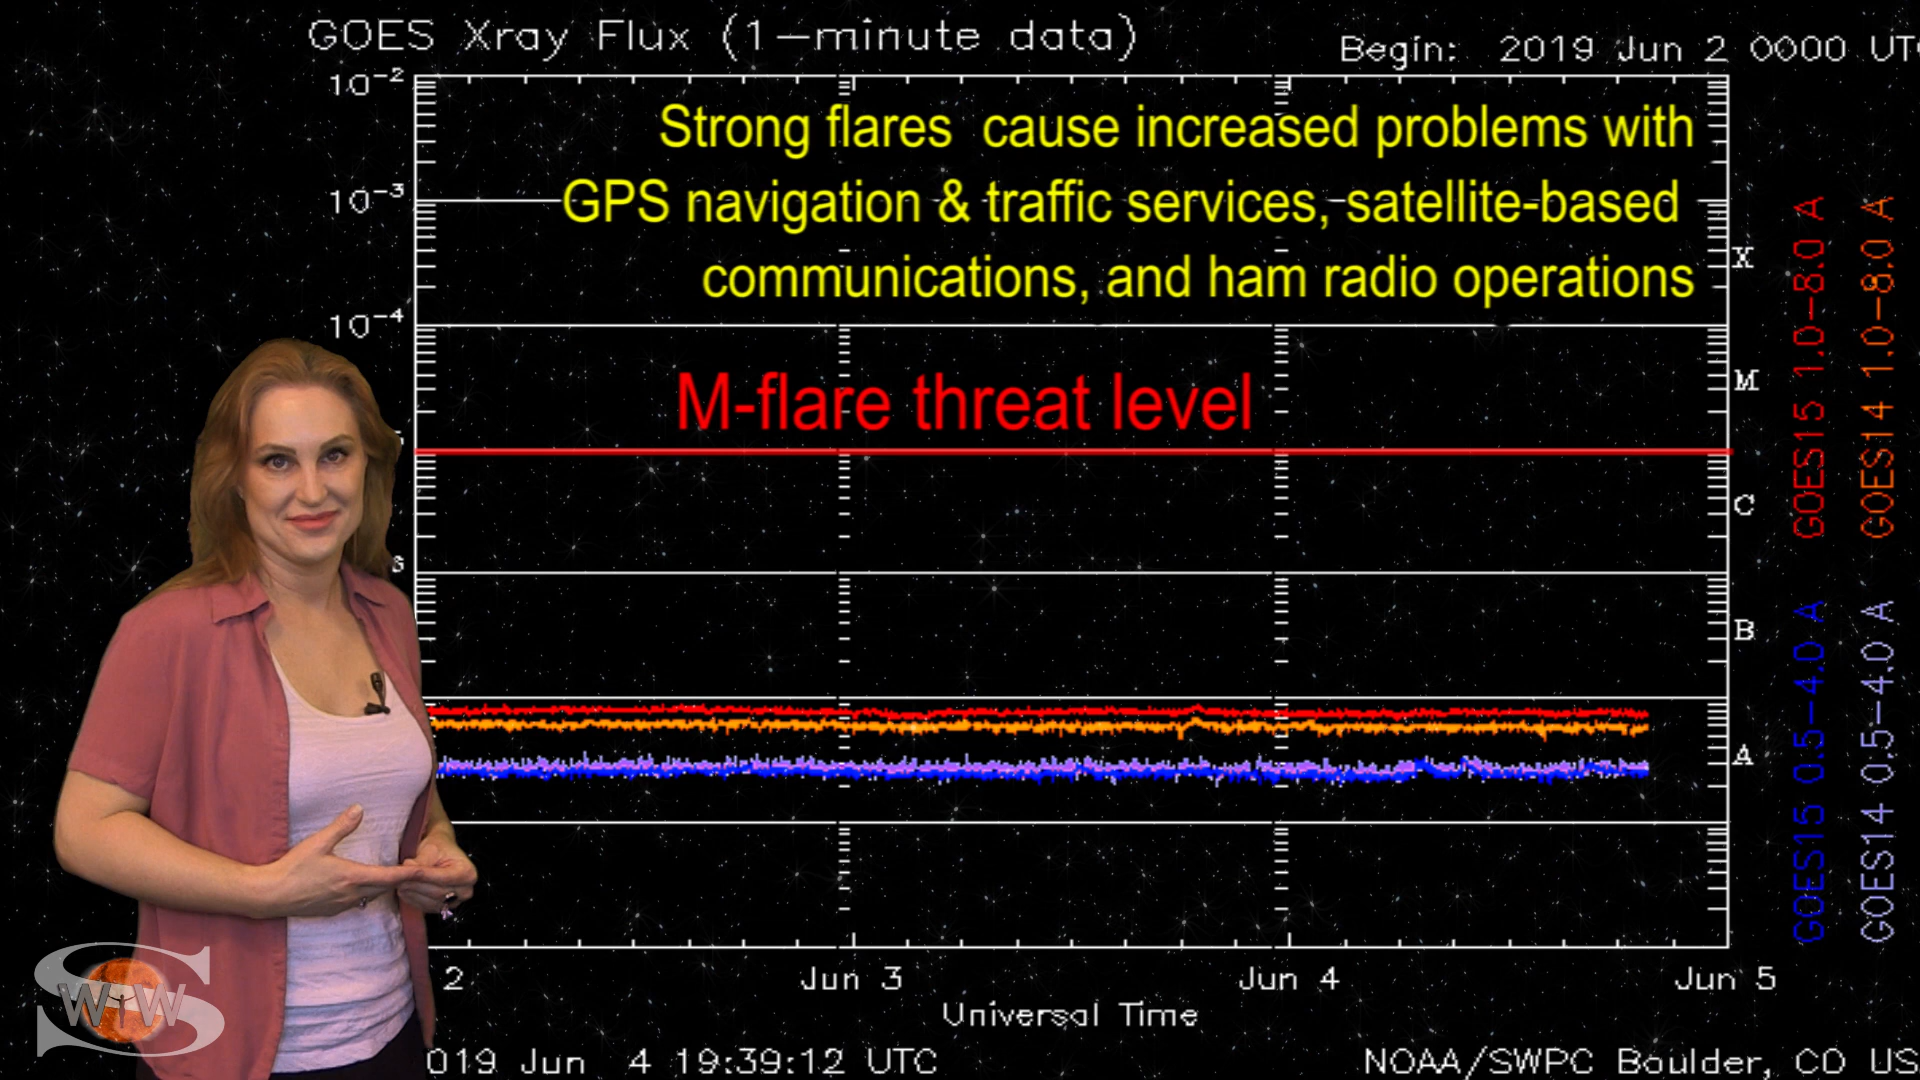 GOES Xray Flux (1-minute data)
Begin: 2019 Jun 2 0000 UTC
10-2
Strong flares cause increased problems with
10-3
GPS navigation & traffic services, satellite-based
communications, and ham radio operations
X
10-4
M-flare threat level
M
C
B
A
GOES15 1.0-8.0 A
GOES14 1.0-8.0 A
GOES15 0.5-4.0 A
GOES14 0.5-4.0 A
2
Jun 3
Jun 4
Jun 5
Universal Time
019 Jun 4 19:39:12 UTC
NOAA/SWPC Boulder, CO US